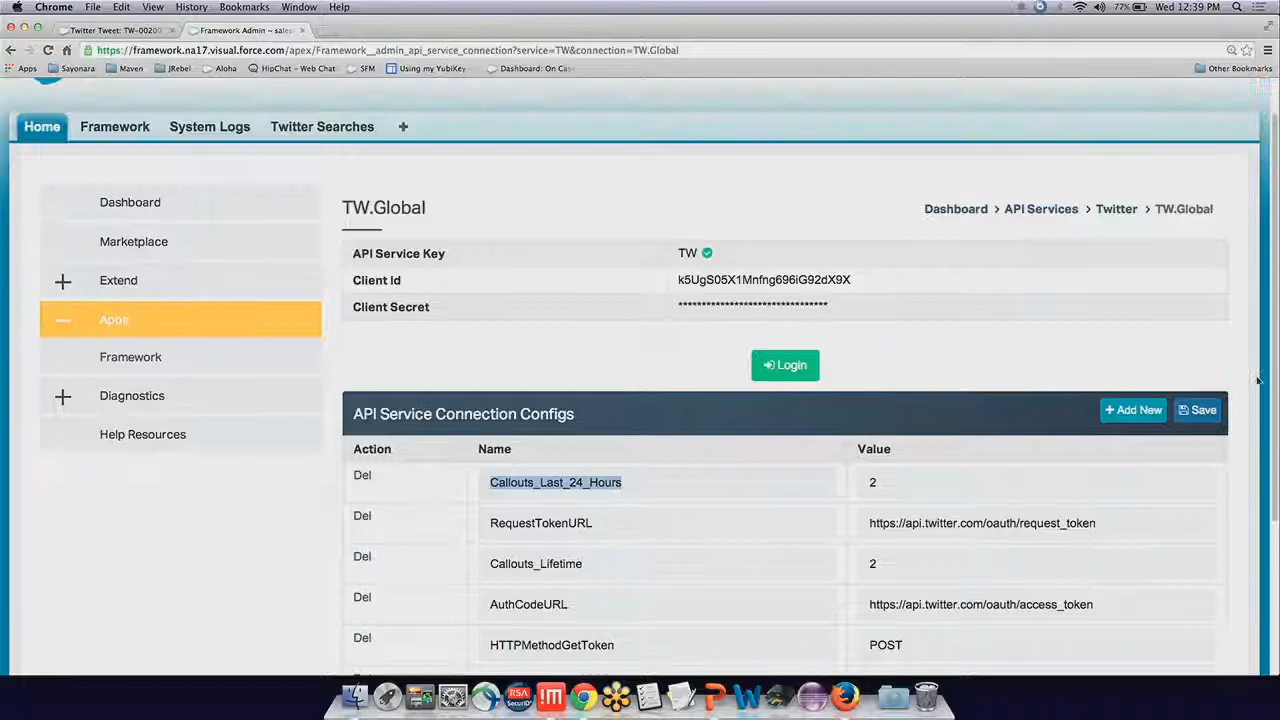 Chrome File Edit View History Bookmarks Window Help 77% Wed 12:39 PM
Twitter Tweet: TW-00200 Framework Admin ~ sales
https://framework.na17.visual.force.com/apex/Framework__admin_api_service_connection?service=TW&connection=TW.Global
Apps Sayonara Maven JRebel Aloha HipChat – Web Chat SFM Using my YubiKey Dashboard: On Cas Other Bookmarks
Home Framework System Logs Twitter Searches +
Dashboard
Marketplace
Extend
Apps
Framework
Diagnostics
Help Resources
TW.Global
Dashboard > API Services > Twitter > TW.Global
API Service Key TW
Client Id k5UgS05X1Mnfng696iG92dX9X
Client Secret ********************************
Login
API Service Connection Configs + Add New Save
Action Name Value
Del Callouts_Last_24_Hours 2
Del RequestTokenURL https://api.twitter.com/oauth/request_token
Del Callouts_Lifetime 2
Del AuthCodeURL https://api.twitter.com/oauth/access_token
Del HTTPMethodGetToken POST
RSA
SecurID